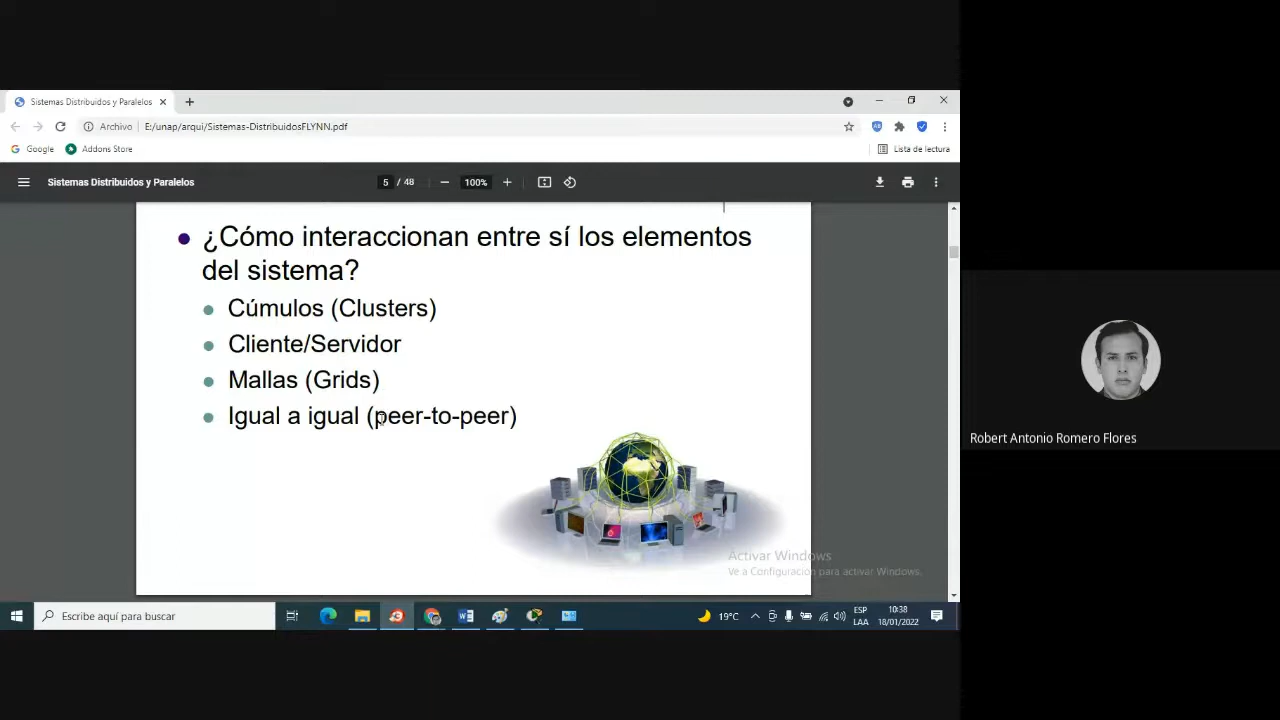 Sistemas Distribuidos y Paralelos
Archivo
E:/unap/arqui/Sistemas-DistribuidosFLYNN.pdf
Google
Addons Store
Lista de lectura
Sistemas Distribuidos y Paralelos
5 / 48
100%
¿Cómo interaccionan entre sí los elementos
del sistema?
Cúmulos (Clusters)
Cliente/Servidor
Mallas (Grids)
Igual a igual (peer-to-peer)
Robert Antonio Romero Flores
Activar Windows
Ve a Configuración para activar Windows.
Escribe aquí para buscar
19°C
ESP
LAA
10:38
18/01/2022